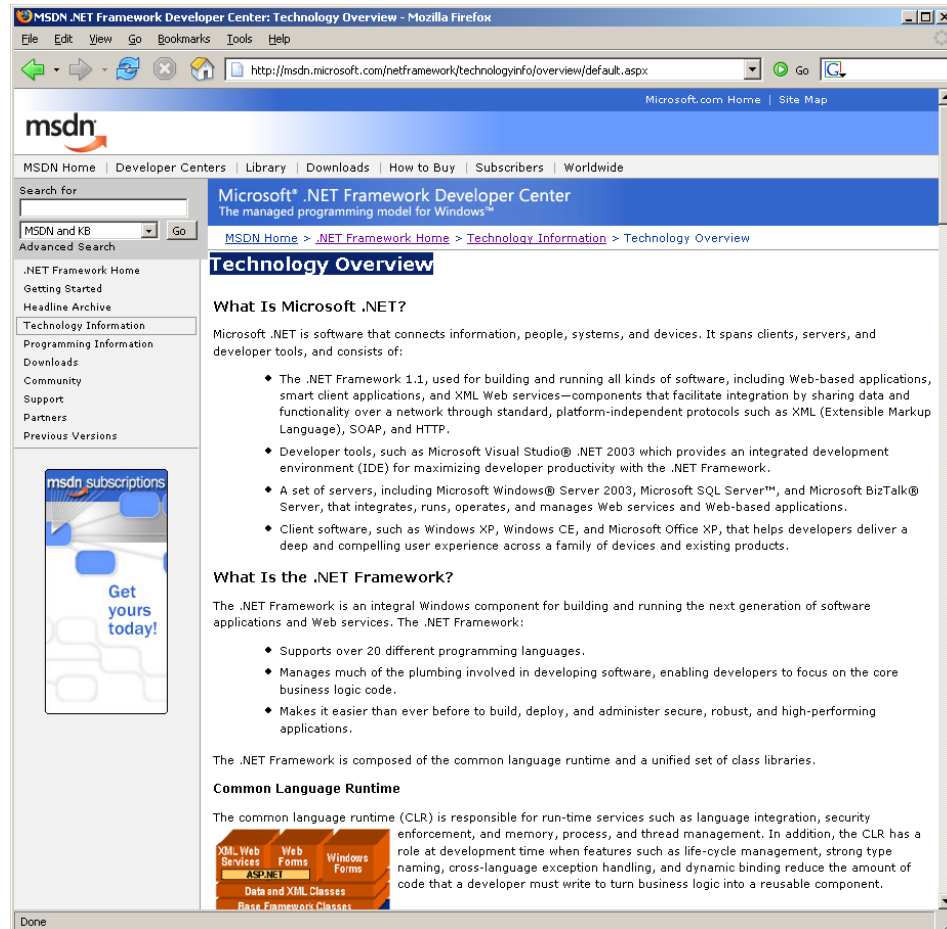 MSDN .NET Framework Developer Center: Technology Overview - Mozilla Firefox
File Edit View Go Bookmarks Tools Help
http://msdn.microsoft.com/netframework/technologyinfo/overview/default.aspx
Go
G
Microsoft.com Home | Site Map
msdn
MSDN Home | Developer Centers | Library | Downloads | How to Buy | Subscribers | Worldwide
Search for
MSDN and KB
Go
Advanced Search
.NET Framework Home
Getting Started
Headline Archive
Technology Information
Programming Information
Downloads
Community
Support
Partners
Previous Versions
msdn subscriptions
Get
yours
today!
Microsoft® .NET Framework Developer Center
The managed programming model for Windows™
MSDN Home > .NET Framework Home > Technology Information > Technology Overview
Technology Overview
What Is Microsoft .NET?
Microsoft .NET is software that connects information, people, systems, and devices. It spans clients, servers, and
developer tools, and consists of:
◆ The .NET Framework 1.1, used for building and running all kinds of software, including Web-based applications,
smart client applications, and XML Web services—components that facilitate integration by sharing data and
functionality over a network through standard, platform-independent protocols such as XML (Extensible Markup
Language), SOAP, and HTTP.
◆ Developer tools, such as Microsoft Visual Studio® .NET 2003 which provides an integrated development
environment (IDE) for maximizing developer productivity with the .NET Framework.
◆ A set of servers, including Microsoft Windows® Server 2003, Microsoft SQL Server™, and Microsoft BizTalk®
Server, that integrates, runs, operates, and manages Web services and Web-based applications.
◆ Client software, such as Windows XP, Windows CE, and Microsoft Office XP, that helps developers deliver a
deep and compelling user experience across a family of devices and existing products.
What Is the .NET Framework?
The .NET Framework is an integral Windows component for building and running the next generation of software
applications and Web services. The .NET Framework:
◆ Supports over 20 different programming languages.
◆ Manages much of the plumbing involved in developing software, enabling developers to focus on the core
business logic code.
◆ Makes it easier than ever before to build, deploy, and administer secure, robust, and high-performing
applications.
The .NET Framework is composed of the common language runtime and a unified set of class libraries.
Common Language Runtime
The common language runtime (CLR) is responsible for run-time services such as language integration, security
enforcement, and memory, process, and thread management. In addition, the CLR has a
role at development time when features such as life-cycle management, strong type
naming, cross-language exception handling, and dynamic binding reduce the amount of
code that a developer must write to turn business logic into a reusable component.
XML Web
Services
Web
Forms
Windows
Forms
ASP.NET
Data and XML Classes
Base Framework Classes
Done